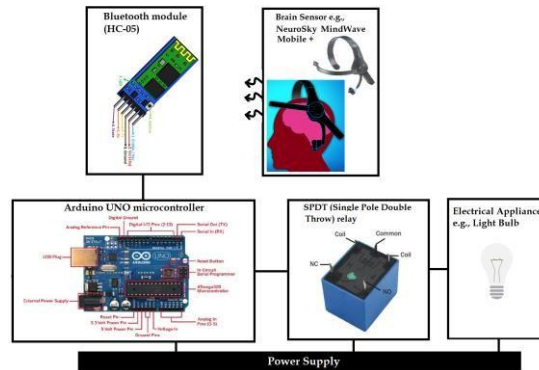 Bluetooth module
(HC-05)
Brain Sensor e.g.,
NeuroSky MindWave
Mobile +
Arduino UNO microcontroller
Digital Ground
Digital I/O Pins (2-13)
Serial Out (TX)
Serial In (RX)
Analog Reference Pin
USB Plug
Reset Button
In Circuit
Serial Programmer
Microcontroller
External Power Supply
Reset Pin
3.3 Volt Power Pin
5 Volt Power Pin
Ground Pins
Voltage In
Analog In
Pins (0-5)
ARDUINO
UNO
SPDT (Single Pole Double
Throw) relay
Coil
Common
Coil
NC
NO
Electrical Appliance
e.g., Light Bulb
Power Supply